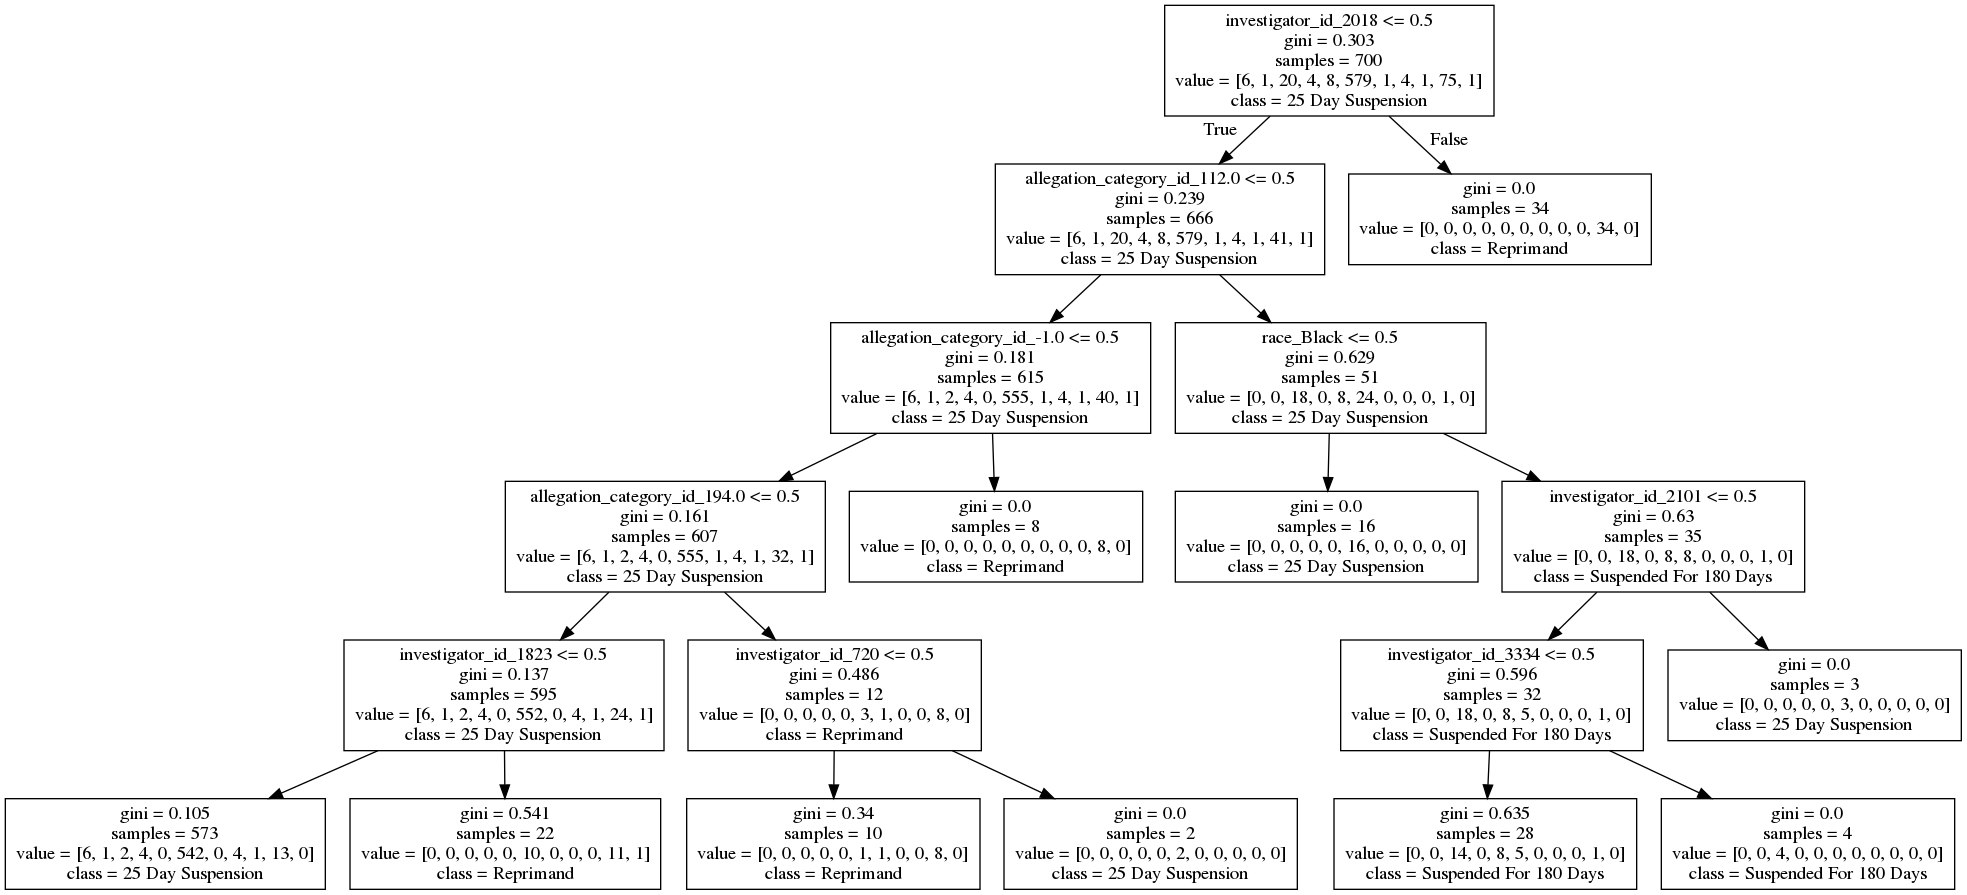 investigator_id_2018 <= 0.5
gini = 0.303
samples = 700
value = [6, 1, 20, 4, 8, 579, 1, 4, 1, 75, 1]
class = 25 Day Suspension
True
False
allegation_category_id_112.0 <= 0.5
gini = 0.239
samples = 666
value = [6, 1, 20, 4, 8, 579, 1, 4, 1, 41, 1]
class = 25 Day Suspension
gini = 0.0
samples = 34
value = [0, 0, 0, 0, 0, 0, 0, 0, 0, 34, 0]
class = Reprimand
allegation_category_id_-1.0 <= 0.5
gini = 0.181
samples = 615
value = [6, 1, 2, 4, 0, 555, 1, 4, 1, 40, 1]
class = 25 Day Suspension
race_Black <= 0.5
gini = 0.629
samples = 51
value = [0, 0, 18, 0, 8, 24, 0, 0, 0, 1, 0]
class = 25 Day Suspension
allegation_category_id_194.0 <= 0.5
gini = 0.161
samples = 607
value = [6, 1, 2, 4, 0, 555, 1, 4, 1, 32, 1]
class = 25 Day Suspension
gini = 0.0
samples = 8
value = [0, 0, 0, 0, 0, 0, 0, 0, 0, 8, 0]
class = Reprimand
gini = 0.0
samples = 16
value = [0, 0, 0, 0, 0, 16, 0, 0, 0, 0, 0]
class = 25 Day Suspension
investigator_id_2101 <= 0.5
gini = 0.63
samples = 35
value = [0, 0, 18, 0, 8, 8, 0, 0, 0, 1, 0]
class = Suspended For 180 Days
investigator_id_1823 <= 0.5
gini = 0.137
samples = 595
value = [6, 1, 2, 4, 0, 552, 0, 4, 1, 24, 1]
class = 25 Day Suspension
investigator_id_720 <= 0.5
gini = 0.486
samples = 12
value = [0, 0, 0, 0, 0, 3, 1, 0, 0, 8, 0]
class = Reprimand
investigator_id_3334 <= 0.5
gini = 0.596
samples = 32
value = [0, 0, 18, 0, 8, 5, 0, 0, 0, 1, 0]
class = Suspended For 180 Days
gini = 0.0
samples = 3
value = [0, 0, 0, 0, 0, 3, 0, 0, 0, 0, 0]
class = 25 Day Suspension
gini = 0.105
samples = 573
value = [6, 1, 2, 4, 0, 542, 0, 4, 1, 13, 0]
class = 25 Day Suspension
gini = 0.541
samples = 22
value = [0, 0, 0, 0, 0, 10, 0, 0, 0, 11, 1]
class = Reprimand
gini = 0.34
samples = 10
value = [0, 0, 0, 0, 0, 1, 1, 0, 0, 8, 0]
class = Reprimand
gini = 0.0
samples = 2
value = [0, 0, 0, 0, 0, 2, 0, 0, 0, 0, 0]
class = 25 Day Suspension
gini = 0.635
samples = 28
value = [0, 0, 14, 0, 8, 5, 0, 0, 0, 1, 0]
class = Suspended For 180 Days
gini = 0.0
samples = 4
value = [0, 0, 4, 0, 0, 0, 0, 0, 0, 0, 0]
class = Suspended For 180 Days